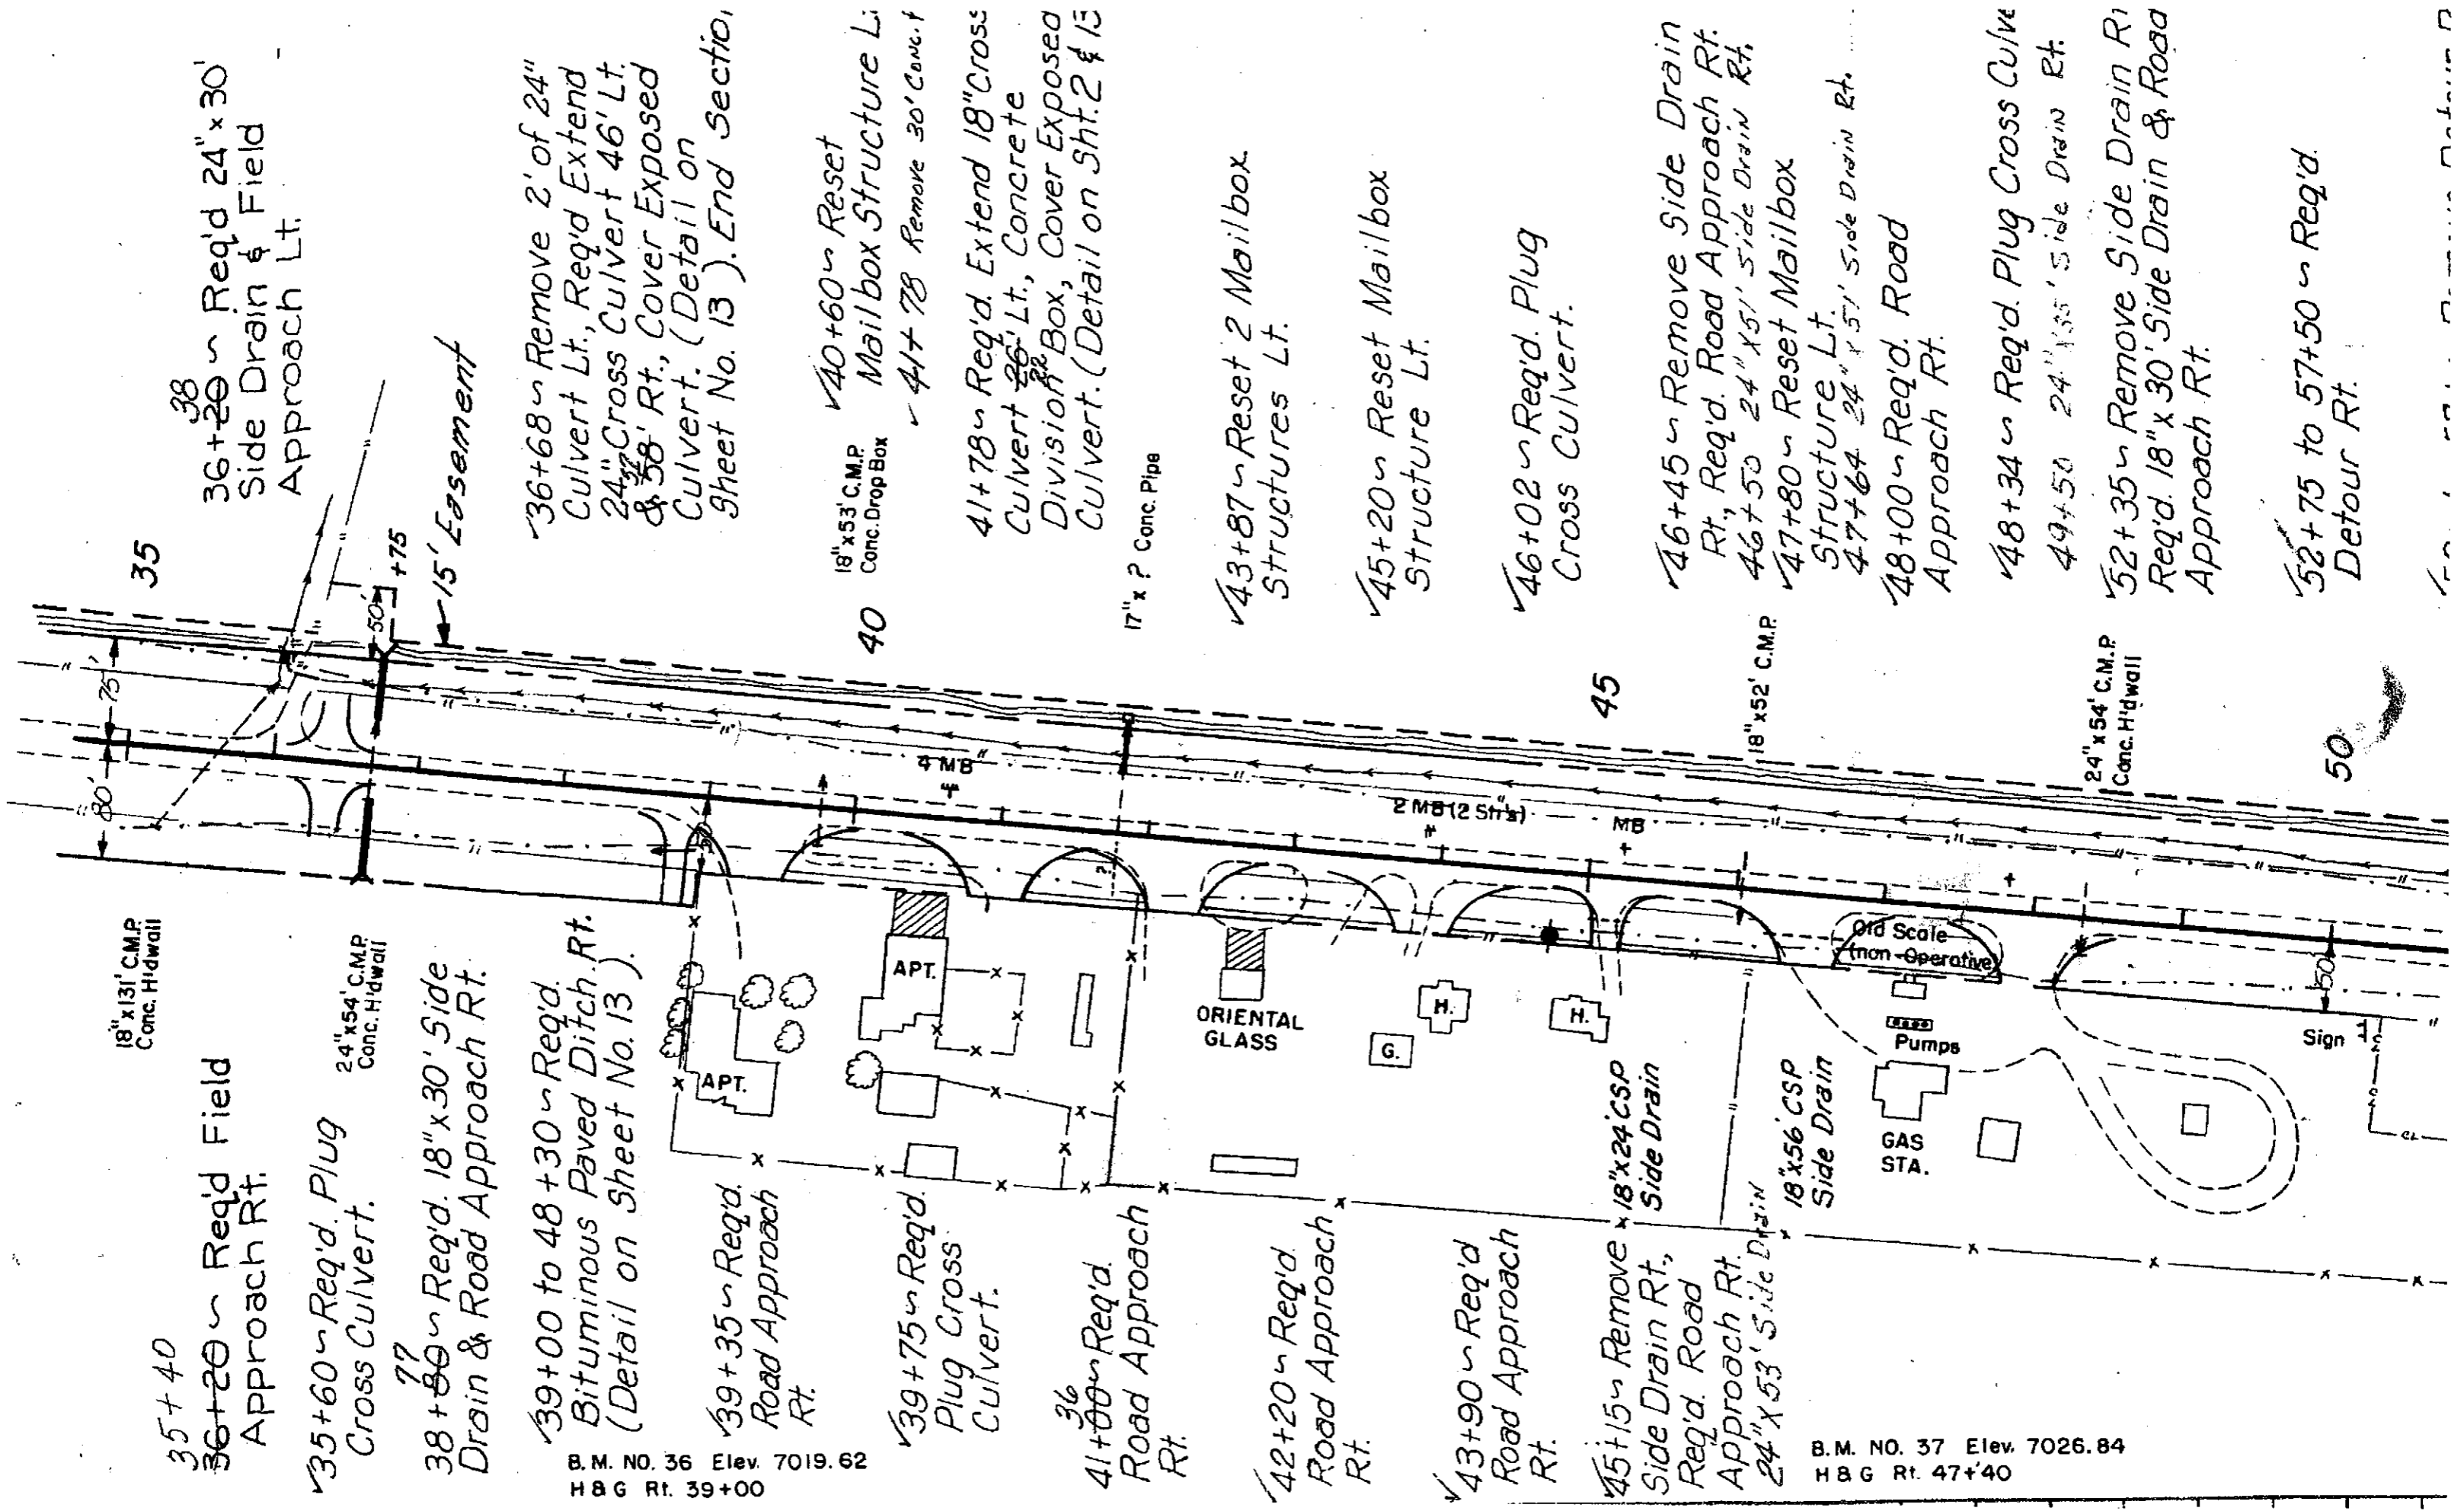 38
36+20 ~ Req'd 24"x30'
Side Drain & Field
Approach Lt.
35
+75
50'
15' Easement
36+68 ~ Remove 2' of 24"
Culvert Lt., Req'd Extend
24" Cross Culvert 46' Lt.
& 58' Rt., Cover Exposed
Culvert. (Detail on
Sheet No. 13). End Section
18"x53' C.M.P.
Conc. Drop Box
40
40+60 ~ Reset
Mailbox Structure
41+78 Remove 30' Conc.
41+78 ~ Req'd. Extend 18" Cross
Culvert 26' Lt., Concrete
22
Division Box, Cover Exposed
Culvert. (Detail on Sht. 2 & 13
17" x ? Conc. Pipe
43+87 ~ Reset 2 Mailbox
Structures Lt.
45+20 ~ Reset Mailbox
Structure Lt.
46+02 ~ Req'd. Plug
Cross Culvert.
45
18"x52' C.M.P.
46+45 ~ Remove Side Drain
Rt., Req'd. Road Approach Rt.
46+50 24"x51' Side Drain Rt.
47+80 ~ Reset Mailbox
Structure Lt.
47+64 24"x51' Side Drain Rt.
48+00 ~ Req'd. Road
Approach Rt.
48+34 ~ Req'd. Plug Cross
49+50 24"x35' Side Drain Rt.
24"x54' C.M.P.
Conc. H'dwall
52+35 ~ Remove Side Drain
Req'd. 18"x30' Side Drain & Road
Approach Rt.
50
52+75 to 57+50 ~ Req'd.
Detour Rt.
75'
80'
4 MB
2 MB (2 Str's)
MB
50'
?
50'
APT.
APT.
ORIENTAL
GLASS
G.
H.
H.
Old Scale
(non-Operative)
Pumps
GAS
STA.
Sign
18"x131' C.M.P.
Conc. H'dwall
24"x54' C.M.P.
Conc. H'dwall
18"x24' CSP
Side Drain
18"x56' CSP
Side Drain
35+40
36+20 ~ Req'd Field
Approach Rt.
35+60 ~ Req'd. Plug
Cross Culvert.
77
38+80 ~ Req'd. 18"x30' Side
Drain & Road Approach Rt.
39+00 to 48+30 ~ Req'd.
Bituminous Paved Ditch Rt.
(Detail on Sheet No. 13).
B.M. NO. 36 Elev. 7019.62
H & G Rt. 39+00
39+35 ~ Req'd.
Road Approach
Rt.
39+75 ~ Req'd.
Plug Cross
Culvert.
36
41+00 ~ Req'd.
Road Approach
Rt.
42+20 ~ Req'd.
Road Approach
Rt.
43+90 ~ Req'd
Road Approach
Rt.
45+15 ~ Remove
Side Drain Rt.,
Req'd. Road
Approach Rt.
24"x53' Side Drain
B.M. NO. 37 Elev. 7026.84
H & G Rt. 47+40